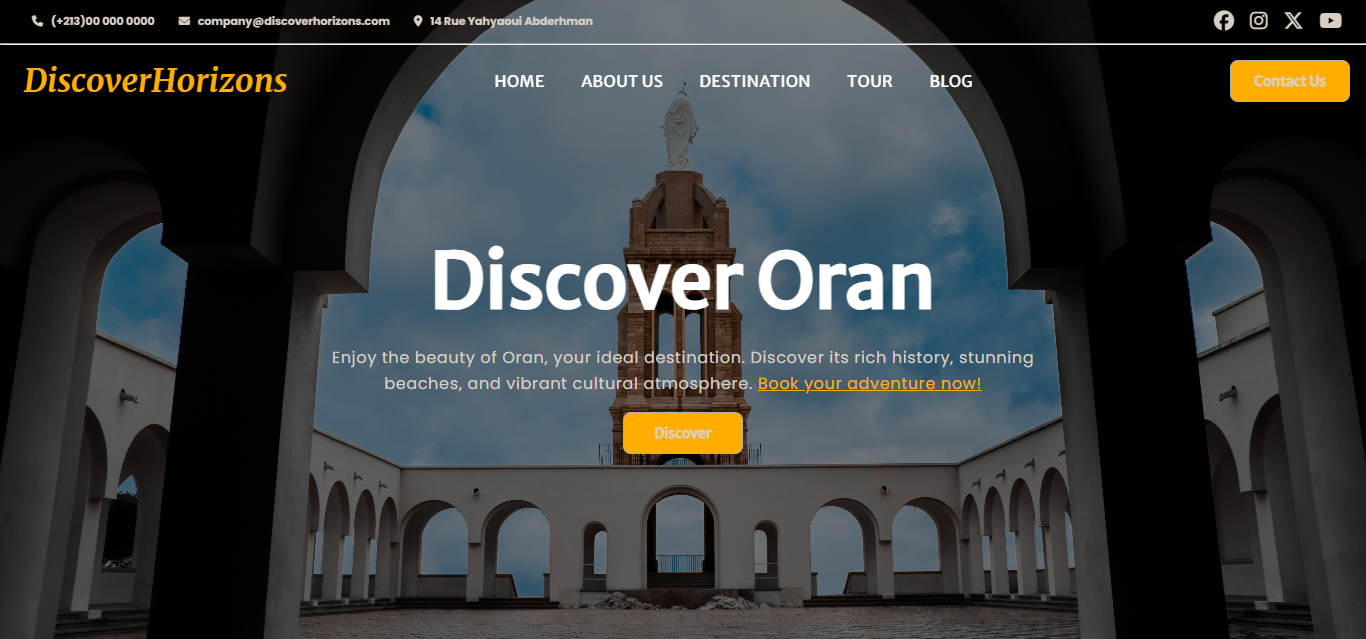 (+213)00 000 0000 company@discoverhorizons.com 14 Rue Yahyaoui Abderhman
DiscoverHorizons HOME ABOUT US DESTINATION TOUR BLOG Contact Us
Discover Oran
Enjoy the beauty of Oran, your ideal destination. Discover its rich history, stunning
beaches, and vibrant cultural atmosphere. Book your adventure now!
Discover